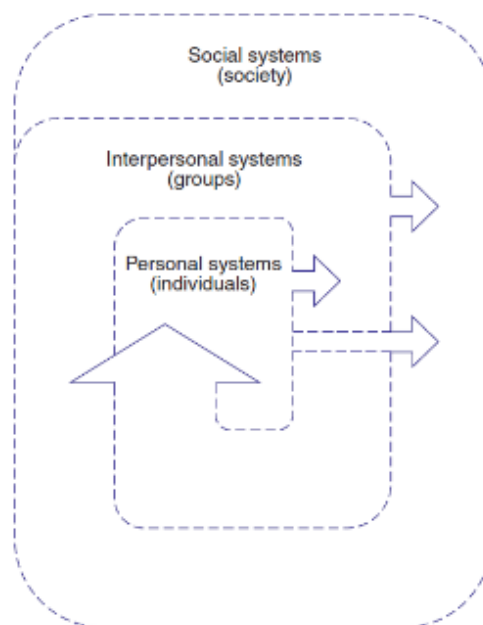 Social systems
(society)
Interpersonal systems
(groups)
Personal systems
(individuals)